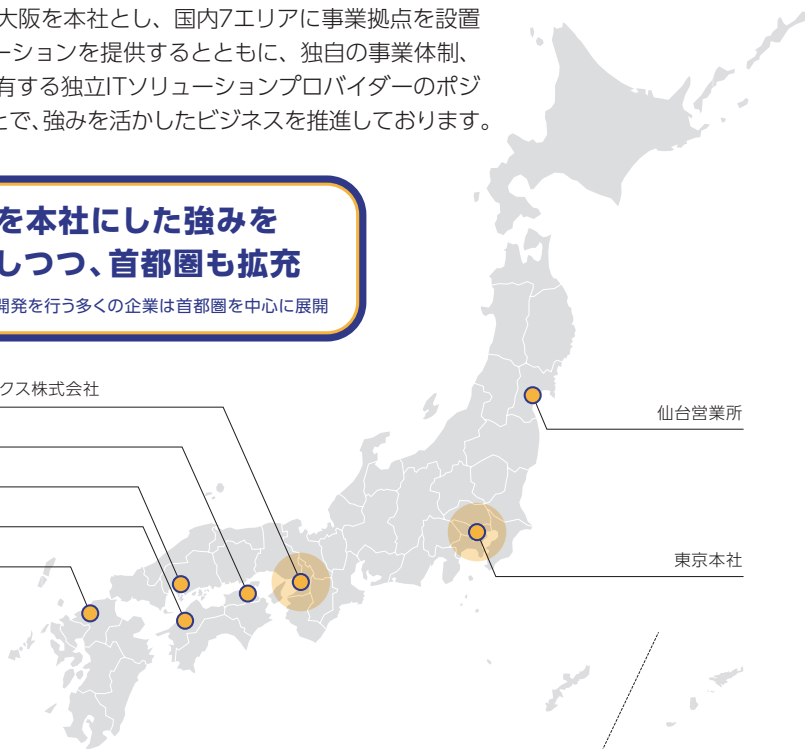 大阪を本社とし、国内7エリアに事業拠点を設置
ーションを提供するとともに、独自の事業体制、
有する独立ITソリューションプロバイダーのポジ
とで、強みを活かしたビジネスを推進しております。
を本社にした強みを
しつつ、首都圏も拡充
開発を行う多くの企業は首都圏を中心に展開
クス株式会社
仙台営業所
東京本社